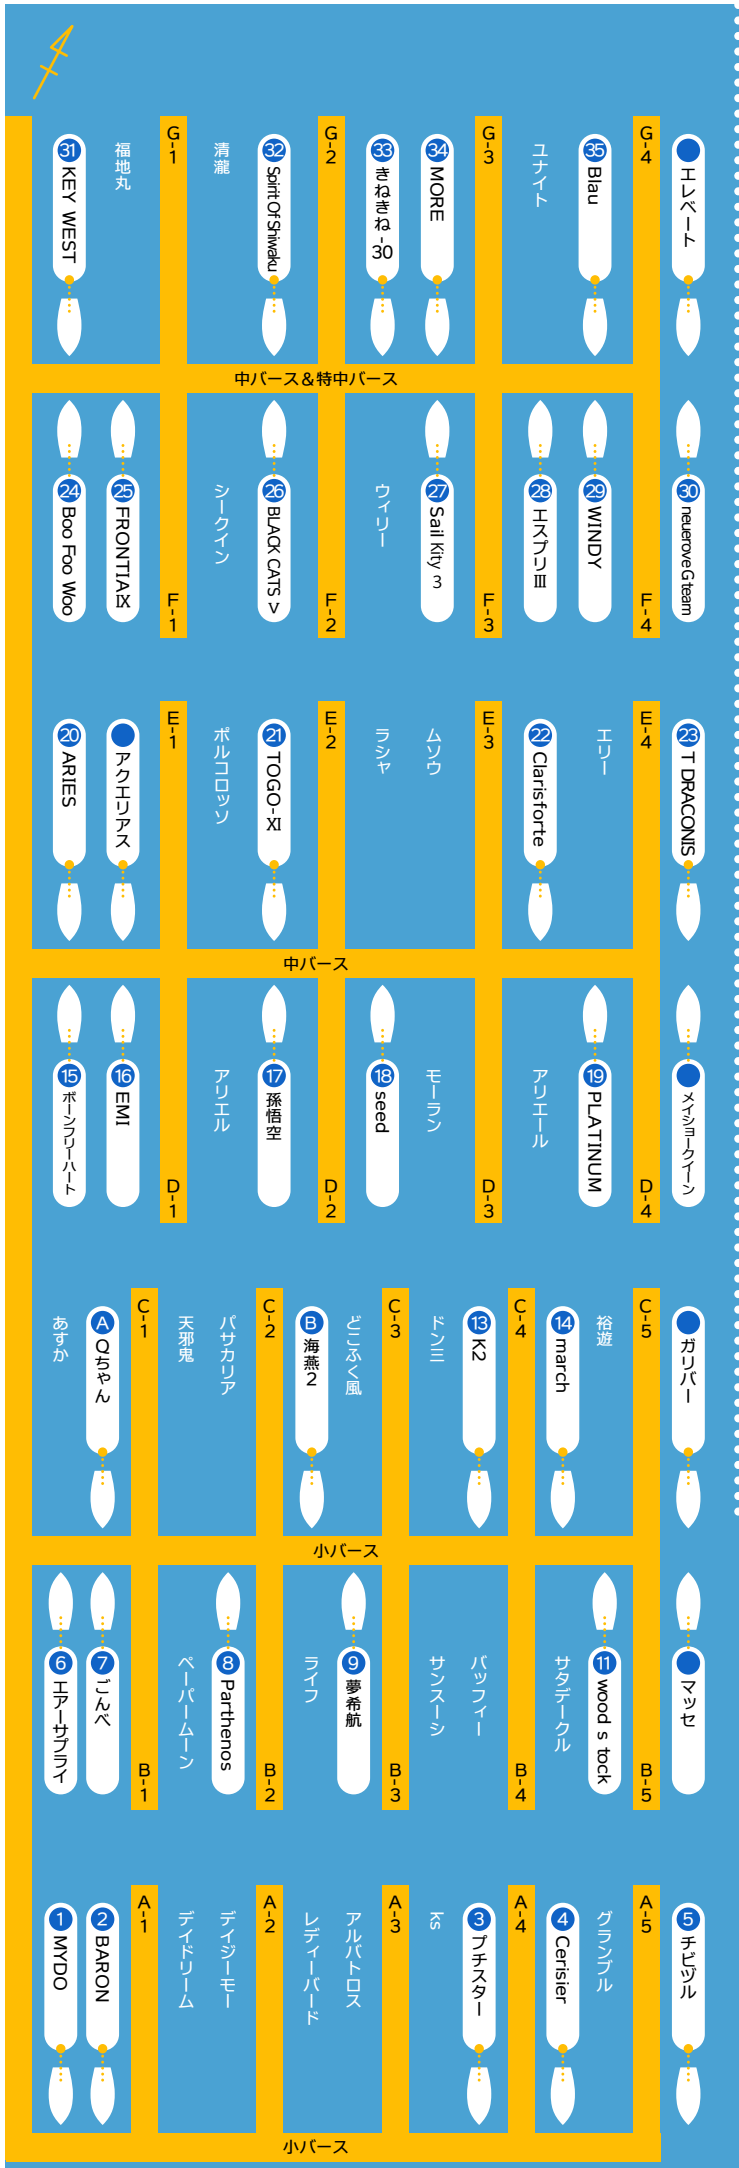 31 KEY WEST
福地丸
G-1
清瀧
32 Spirit Of Shiwaku
G-2
33 きねきね-30
34 MORE
G-3
ユナイト
35 Blau
G-4
エレベート
中バース&特中バース
24 Boo Foo Woo
25 FRONTIAⅨ
F-1
シークイン
26 BLACK CATS V
F-2
ウィリー
27 Sail Kity 3
F-3
28 エスプリⅢ
29 WINDY
F-4
30 neuerove G team
20 ARIES
アクエリアス
E-1
ポルコロッソ
21 TOGO-Ⅺ
E-2
ラシャ
ムソウ
E-3
22 Clarisforte
エリー
E-4
23 T DRACONIS
中バース
15 ボーンフリーハート
16 EMI
D-1
アリエル
17 孫悟空
D-2
18 seed
モーラン
D-3
アリエール
19 PLATINUM
D-4
メイショークイーン
あすか
A Qちゃん
C-1
天邪鬼
パサカリア
C-2
B 海燕2
どこふく風
C-3
ドン三
13 K2
C-4
14 march
裕遊
C-5
ガリバー
小バース
6 エアーサプライ
7 ごんべ
B-1
ペーパームーン
8 Parthenos
B-2
ライフ
9 夢希航
B-3
サンスーシ
バッフィー
B-4
サタデークル
11 wood s tock
B-5
マッセ
1 MYDO
2 BARON
A-1
デイドリーム
デイジーモー
A-2
レディーバード
アルバトロス
A-3
ks
3 プチスター
A-4
4 Cerisier
グランブル
A-5
5 チビヅル
小バース